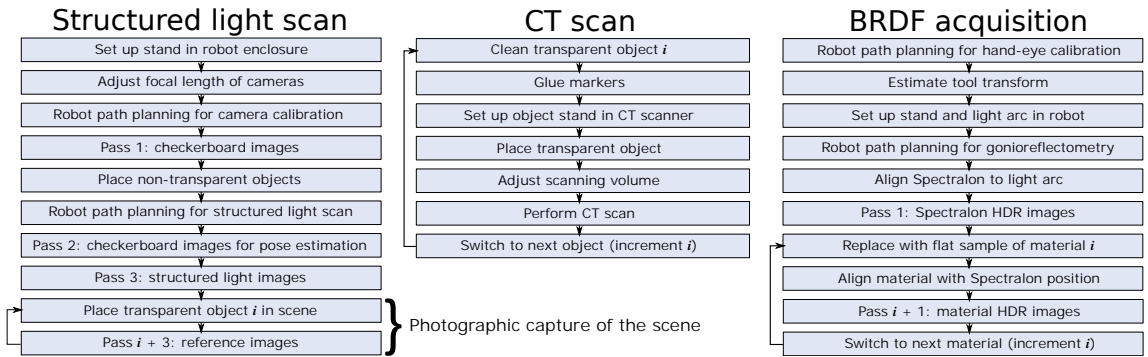 Structured light scan
Set up stand in robot enclosure
Adjust focal length of cameras
Robot path planning for camera calibration
Pass 1: checkerboard images
Place non-transparent objects
Robot path planning for structured light scan
Pass 2: checkerboard images for pose estimation
Pass 3: structured light images
Place transparent object i in scene
Pass i + 3: reference images
Photographic capture of the scene
CT scan
Clean transparent object i
Glue markers
Set up object stand in CT scanner
Place transparent object
Adjust scanning volume
Perform CT scan
Switch to next object (increment i)
BRDF acquisition
Robot path planning for hand-eye calibration
Estimate tool transform
Set up stand and light arc in robot
Robot path planning for gonioreflectometry
Align Spectralon to light arc
Pass 1: Spectralon HDR images
Replace with flat sample of material i
Align material with Spectralon position
Pass i + 1: material HDR images
Switch to next material (increment i)